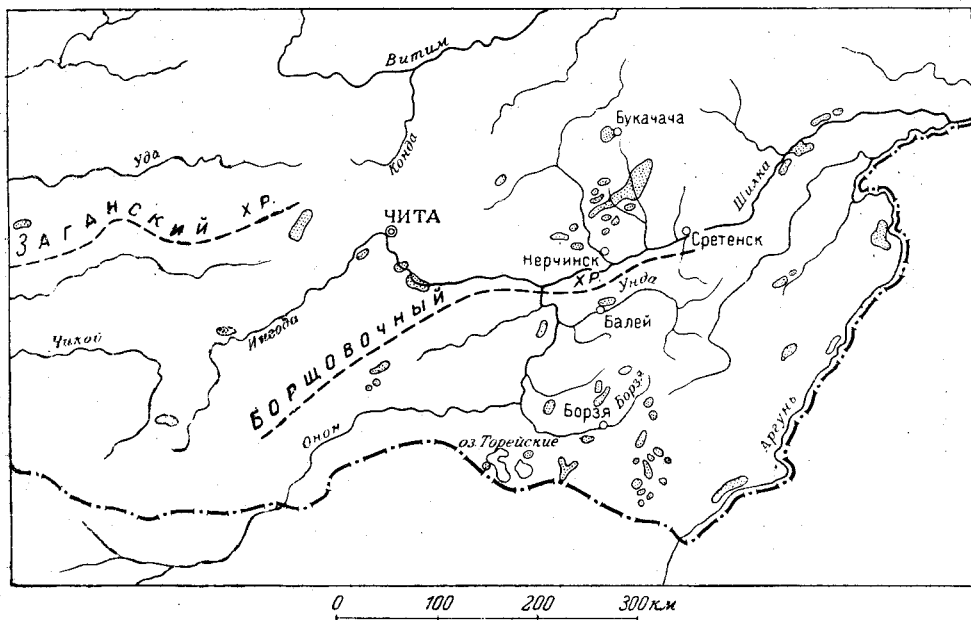 Витим
Букачача
Уда
Конда
Шилка
ЗАГАНСКИЙ ХР.
ЧИТА
Сретенск
Нерчинск
БОРЩОВОЧНЫЙ ХР.
Унда
Ингода
Балей
Чикой
Борзя
Борзя
Онон
оз. Торейские
Аргунь
0 100 200 300 км